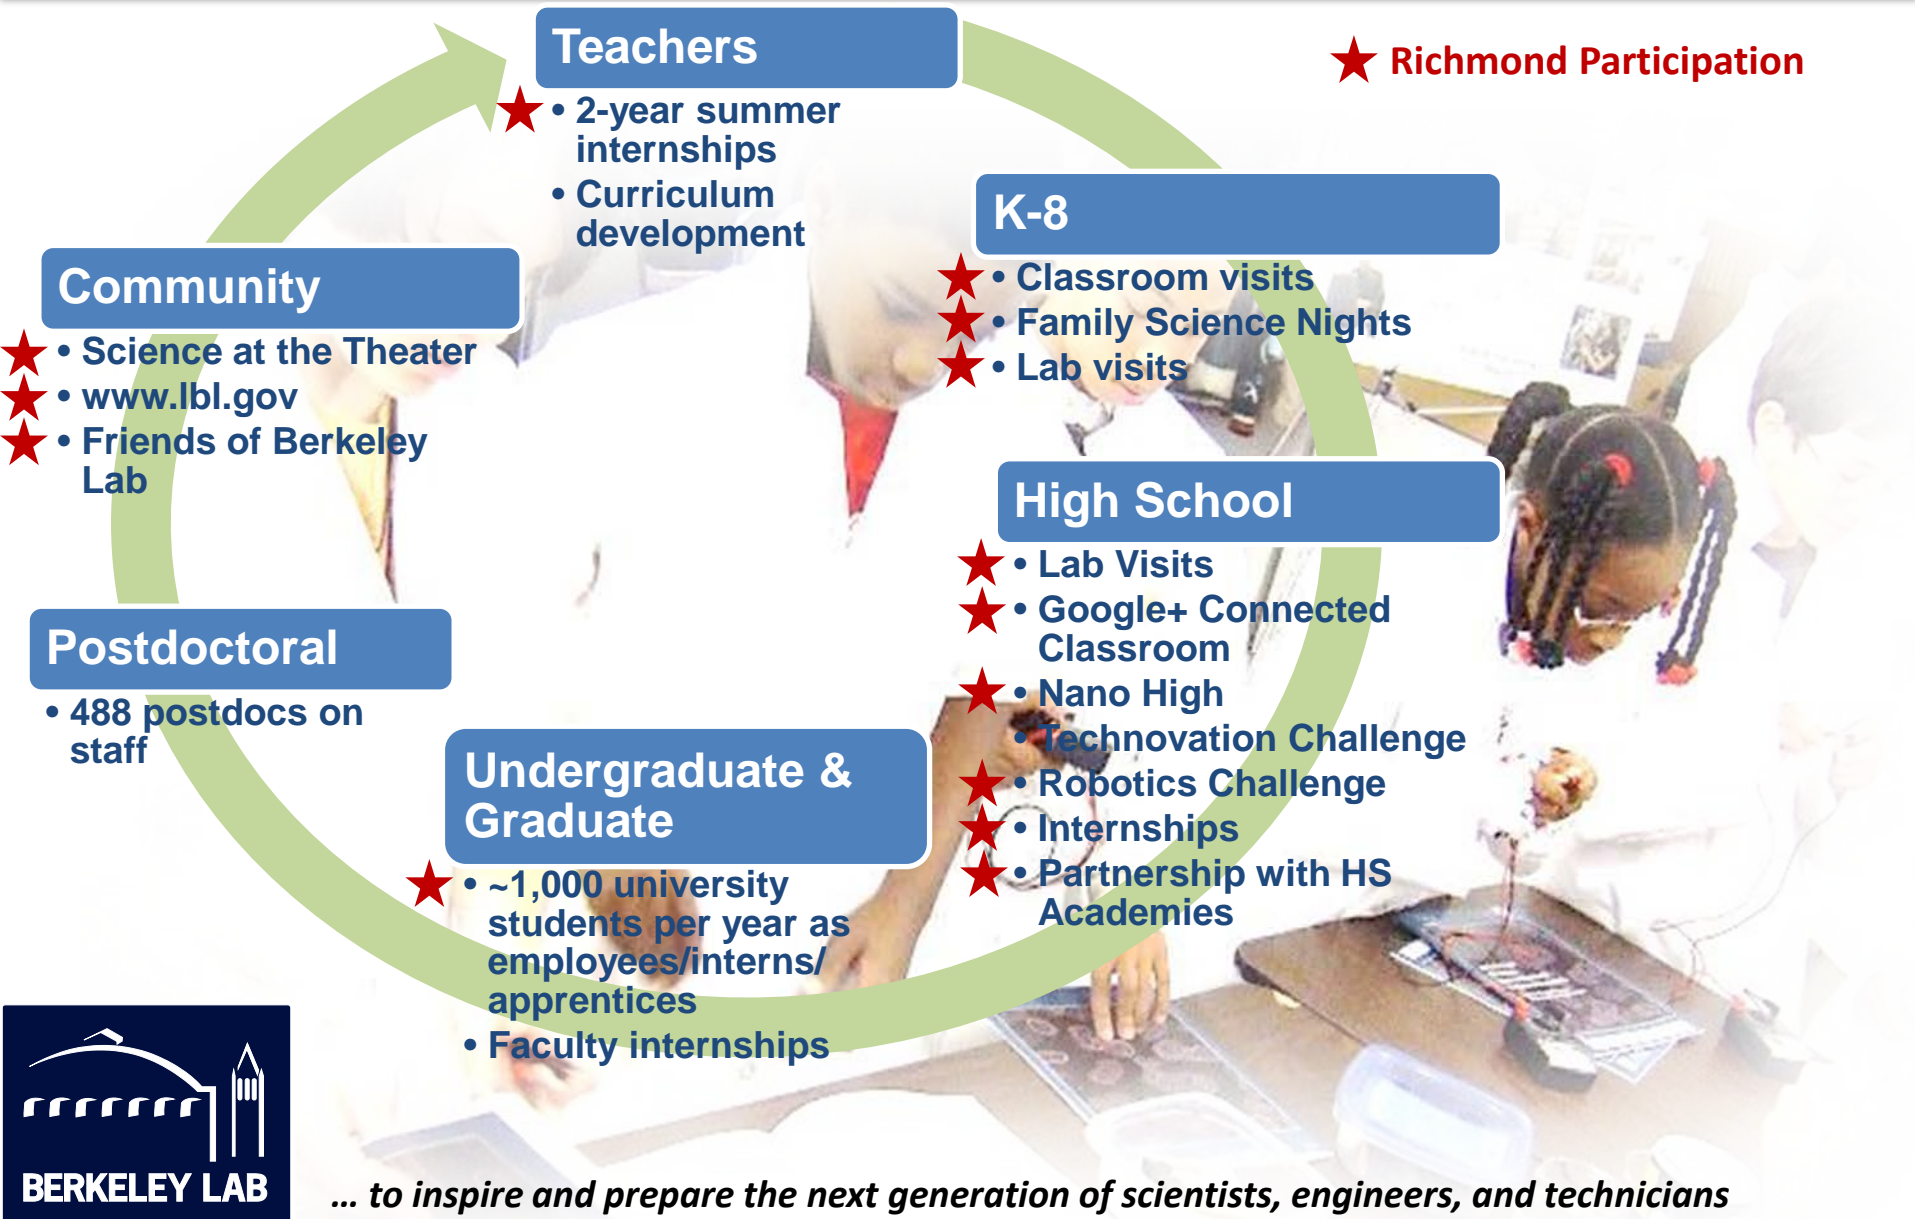 Teachers
• 2-year summer
internships
• Curriculum
development
★ Richmond Participation
K-8
• Classroom visits
• Family Science Nights
• Lab visits
High School
• Lab Visits
• Google+ Connected
Classroom
• Nano High
• Technovation Challenge
• Robotics Challenge
• Internships
• Partnership with HS
Academies
Undergraduate &
Graduate
• ~1,000 university
students per year as
employees/interns/
apprentices
• Faculty internships
Postdoctoral
• 488 postdocs on
staff
Community
• Science at the Theater
• www.lbl.gov
• Friends of Berkeley
Lab
BERKELEY LAB
... to inspire and prepare the next generation of scientists, engineers, and technicians